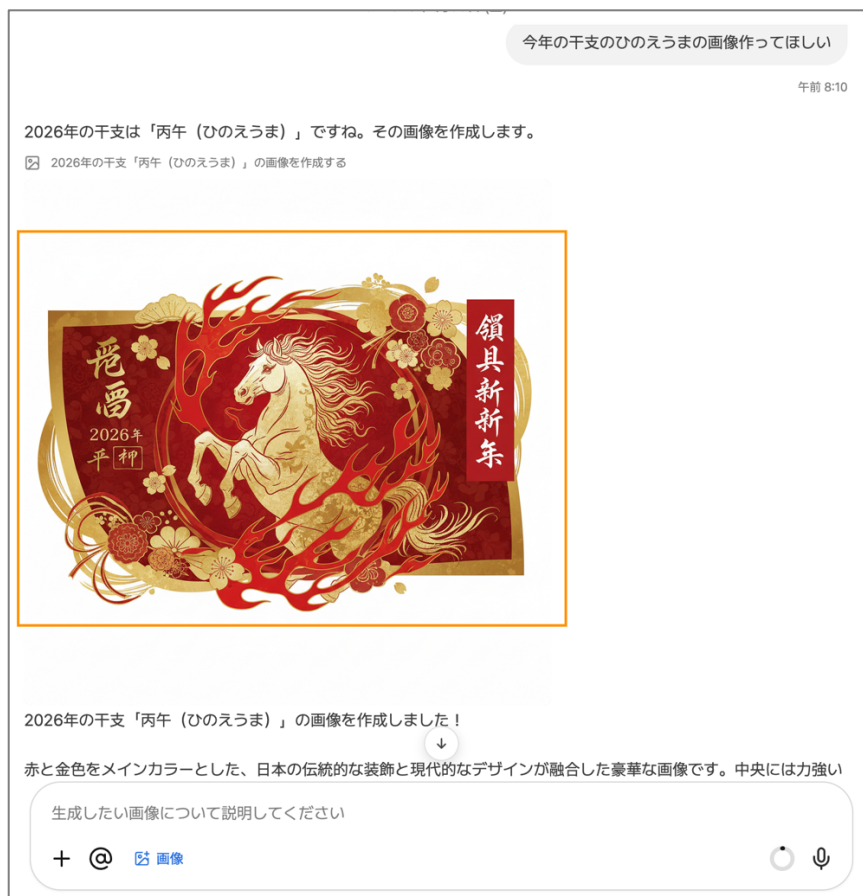 今年の干支のひのえうまの画像作ってほしい
午前 8:10
2026年の干支は「丙午（ひのえうま）」ですね。その画像を作成します。
2026年の干支「丙午（ひのえうま）」の画像を作成する
2026年
平 神
具新新年
2026年の干支「丙午（ひのえうま）」の画像を作成しました！
赤と金色をメインカラーとした、日本の伝統的な装飾と現代的なデザインが融合した豪華な画像です。中央には力強い
生成したい画像について説明してください
画像